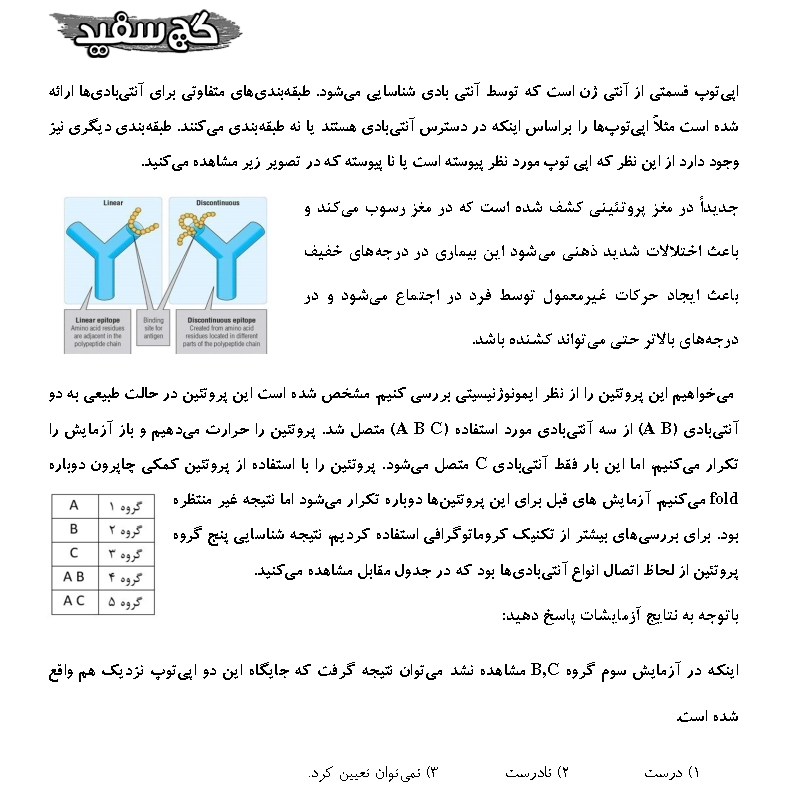 گچ سفید
اپی‌توپ قسمتی از آنتی ژن است که توسط آنتی بادی شناسایی می‌شود. طبقه‌بندی‌های متفاوتی برای آنتی‌بادی‌ها ارائه
شده است مثلاً اپی‌توپ‌ها را براساس اینکه در دسترس آنتی‌بادی هستند یا نه طبقه‌بندی می‌کنند. طبقه‌بندی دیگری نیز
وجود دارد از این نظر که اپی توپ مورد نظر پیوسته است یا نا پیوسته که در تصویر زیر مشاهده می‌کنید.
جدیداً در مغز پروتئینی کشف شده است که در مغز رسوب می‌کند و
باعث اختلالات شدید ذهنی می‌شود این بیماری در درجه‌های خفیف
باعث ایجاد حرکات غیرمعمول توسط فرد در اجتماع می‌شود و در
درجه‌های بالاتر حتی می‌تواند کشنده باشد.
Linear
Discontinuous
Linear epitope
Amino acid residues
are adjacent in the
polypeptide chain
Binding
site for
antigen
Discontinuous epitope
Created from amino acid
residues located in different
parts of the polypeptide chain
می‌خواهیم این پروتئین را از نظر ایمونوژنیسیتی بررسی کنیم. مشخص شده است این پروتئین در حالت طبیعی به دو
آنتی‌بادی (A B) از سه آنتی‌بادی مورد استفاده (A B C) متصل شد. پروتئین را حرارت می‌دهیم و باز آزمایش را
تکرار می‌کنیم. اما این بار فقط آنتی‌بادی C متصل می‌شود. پروتئین را با استفاده از پروتئین کمکی چاپرون دوباره
fold می‌کنیم. آزمایش های قبل برای این پروتئین‌ها دوباره تکرار می‌شود اما نتیجه غیر منتظره
بود. برای بررسی‌های بیشتر از تکنیک کروماتوگرافی استفاده کردیم. نتیجه شناسایی پنج گروه
پروتئین از لحاظ اتصال انواع آنتی‌بادی‌ها بود که در جدول مقابل مشاهده می‌کنید.
گروه ۱ A
گروه ۲ B
گروه ۳ C
گروه ۴ A B
گروه ۵ A C
باتوجه به نتایج آزمایشات پاسخ دهید:
اینکه در آزمایش سوم گروه B,C مشاهده نشد می‌توان نتیجه گرفت که جایگاه این دو اپی‌توپ نزدیک هم واقع
شده است.
۱) درست ۲) نادرست ۳) نمی‌توان تعیین کرد.